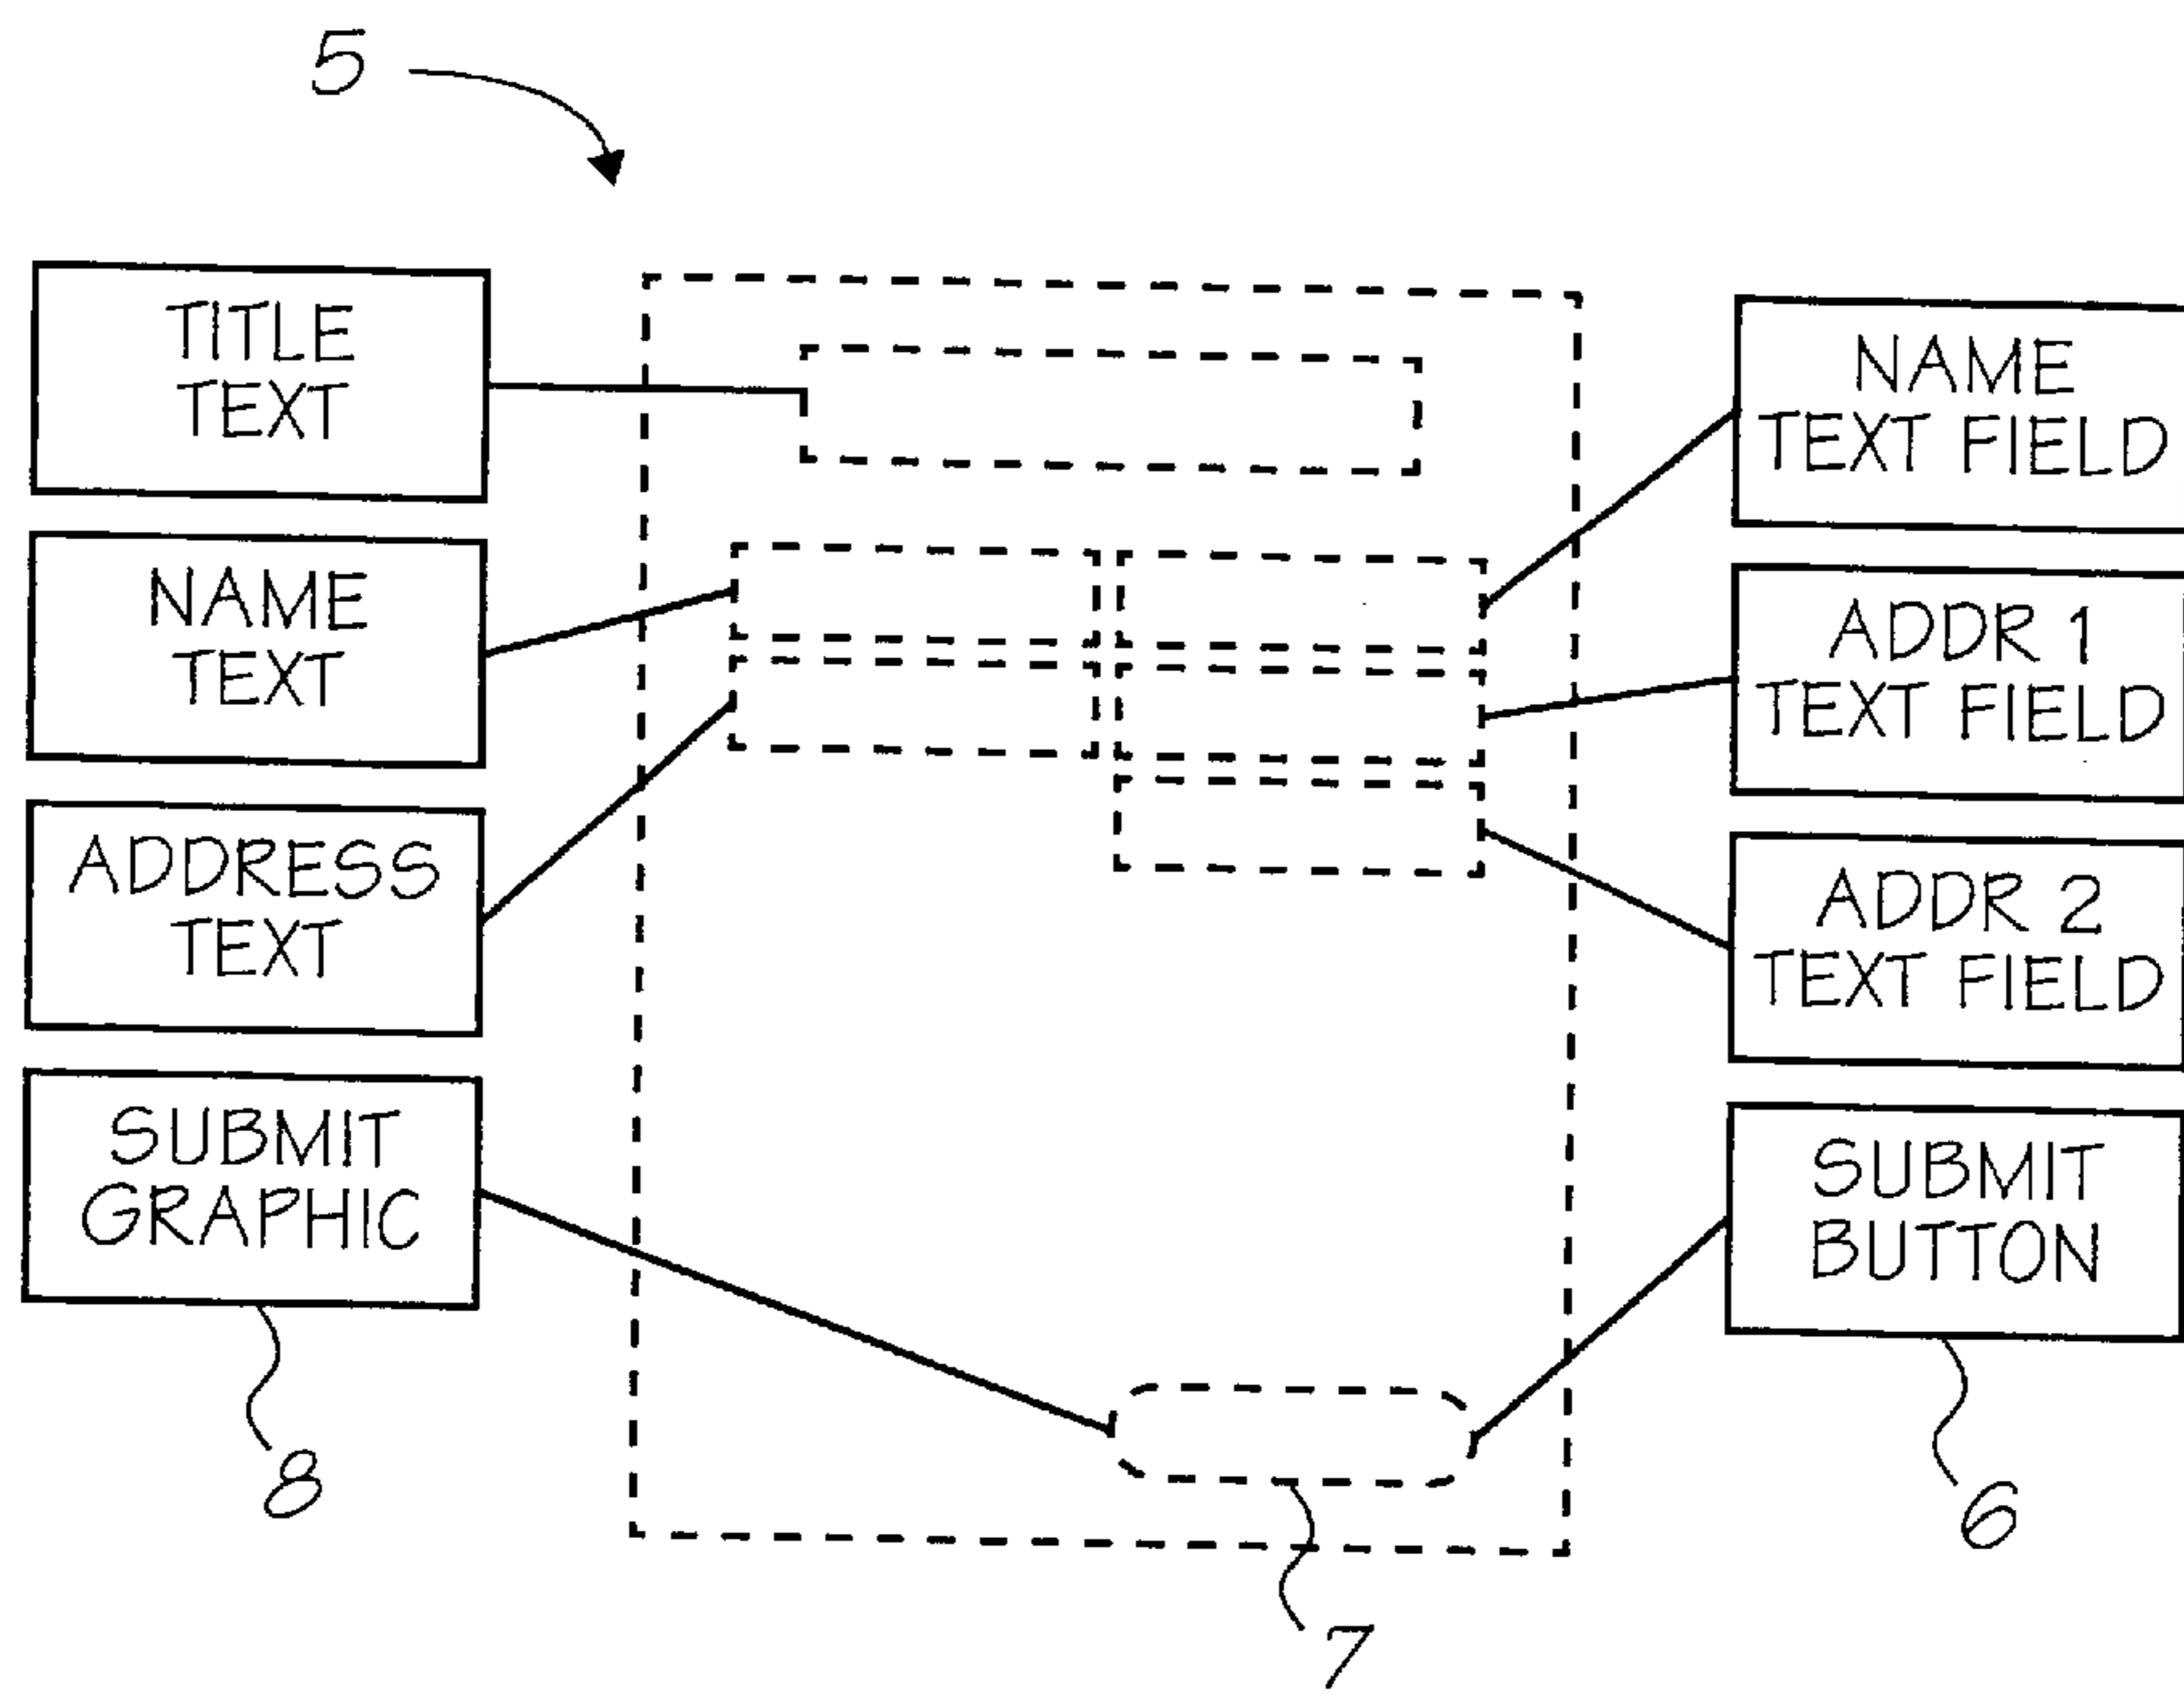 5
TITLE
TEXT
NAME
TEXT
ADDRESS
TEXT
SUBMIT
GRAPHIC
8
NAME
TEXT FIELD
ADDR 1
TEXT FIELD
ADDR 2
TEXT FIELD
SUBMIT
BUTTON
6
7